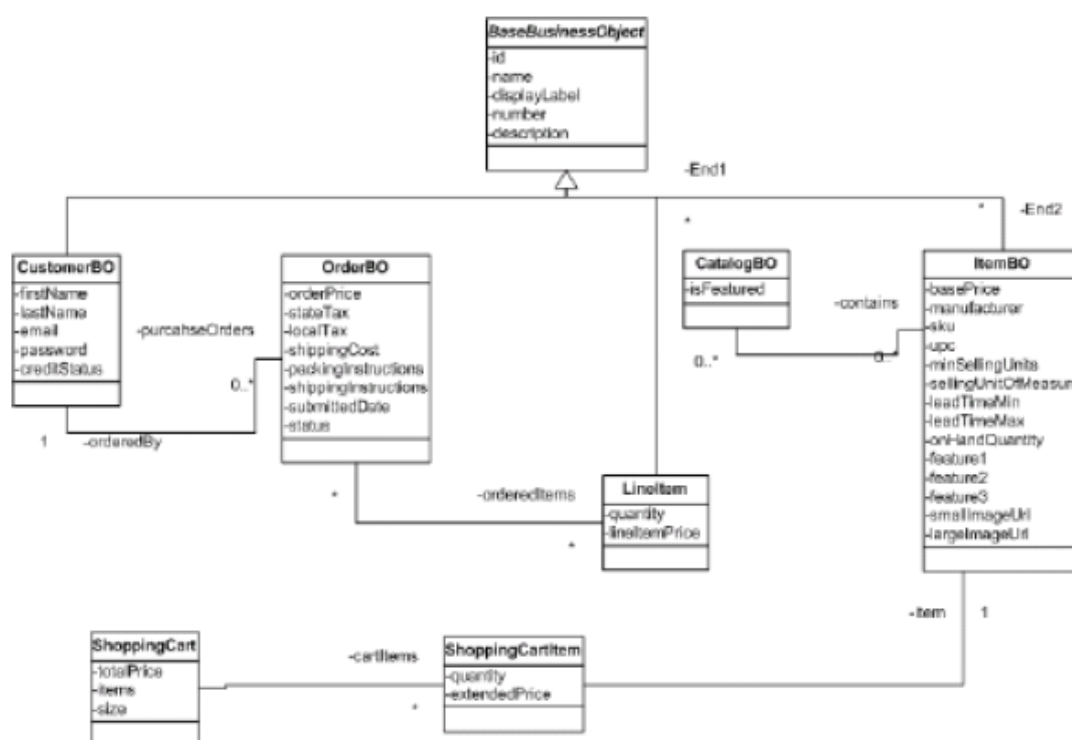 BaseBusinessObject
-id
-name
-displayLabel
-number
-description
-End1
*
*
-End2
CustomerBO
-firstName
-lastName
-email
-password
-creditStatus
-purcahseOrders
0..*
1
-orderedBy
OrderBO
-orderPrice
-stateTax
-localTax
-shippingCost
-packingInstructions
-shippingInstructions
-submittedDate
-status
*
-orderedItems
*
LineItem
-quantity
-lineItemPrice
CatalogBO
-isFeatured
-contains
0..*
0..*
ItemBO
-basePrice
-manufacturer
-sku
-upc
-minSellingUnits
-sellingUnitOfMeasur
-leadTimeMin
-leadTimeMax
-onHandQuantity
-feature1
-feature2
-feature3
-smallImageUrl
-largeImageUrl
-Item
1
ShoppingCart
-totalPrice
-items
-size
-cartItems
*
ShoppingCartItem
-quantity
-extendedPrice